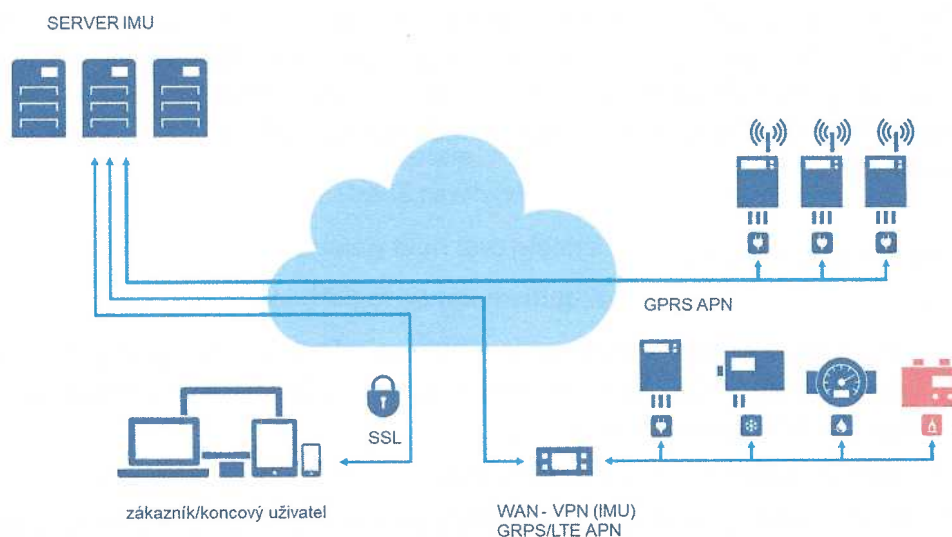 SERVER IMU
GPRS APN
SSL
zákazník/koncový uživatel
WAN - VPN (IMU)
GRPS/LTE APN